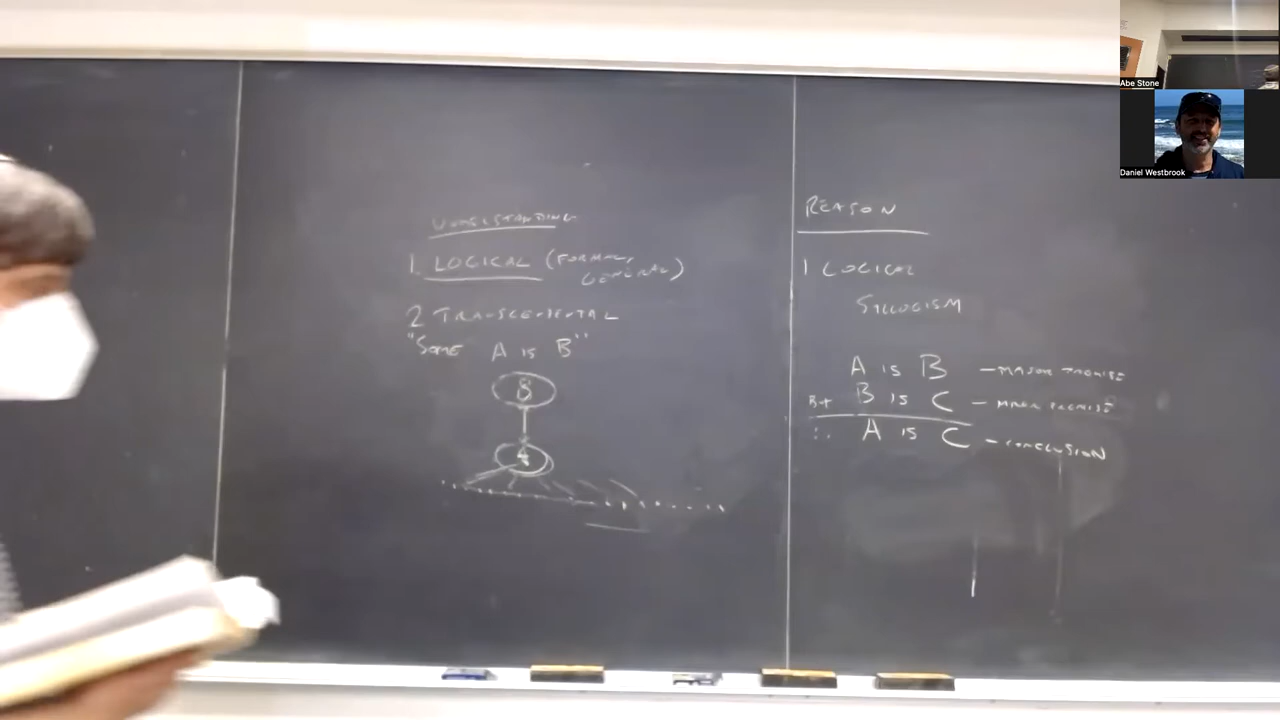 UNDERSTANDING
1. LOGICAL (FORMAL, GENERAL)
2 TRANSCENDENTAL
"SOME A IS B"
B
A
REASON
1 LOGICAL
SYLLOGISM
A IS B — MAJOR PREMISE
BUT B IS C — MINOR PREMISE
∴ A IS C — CONCLUSION
Abe Stone
Daniel Westbrook